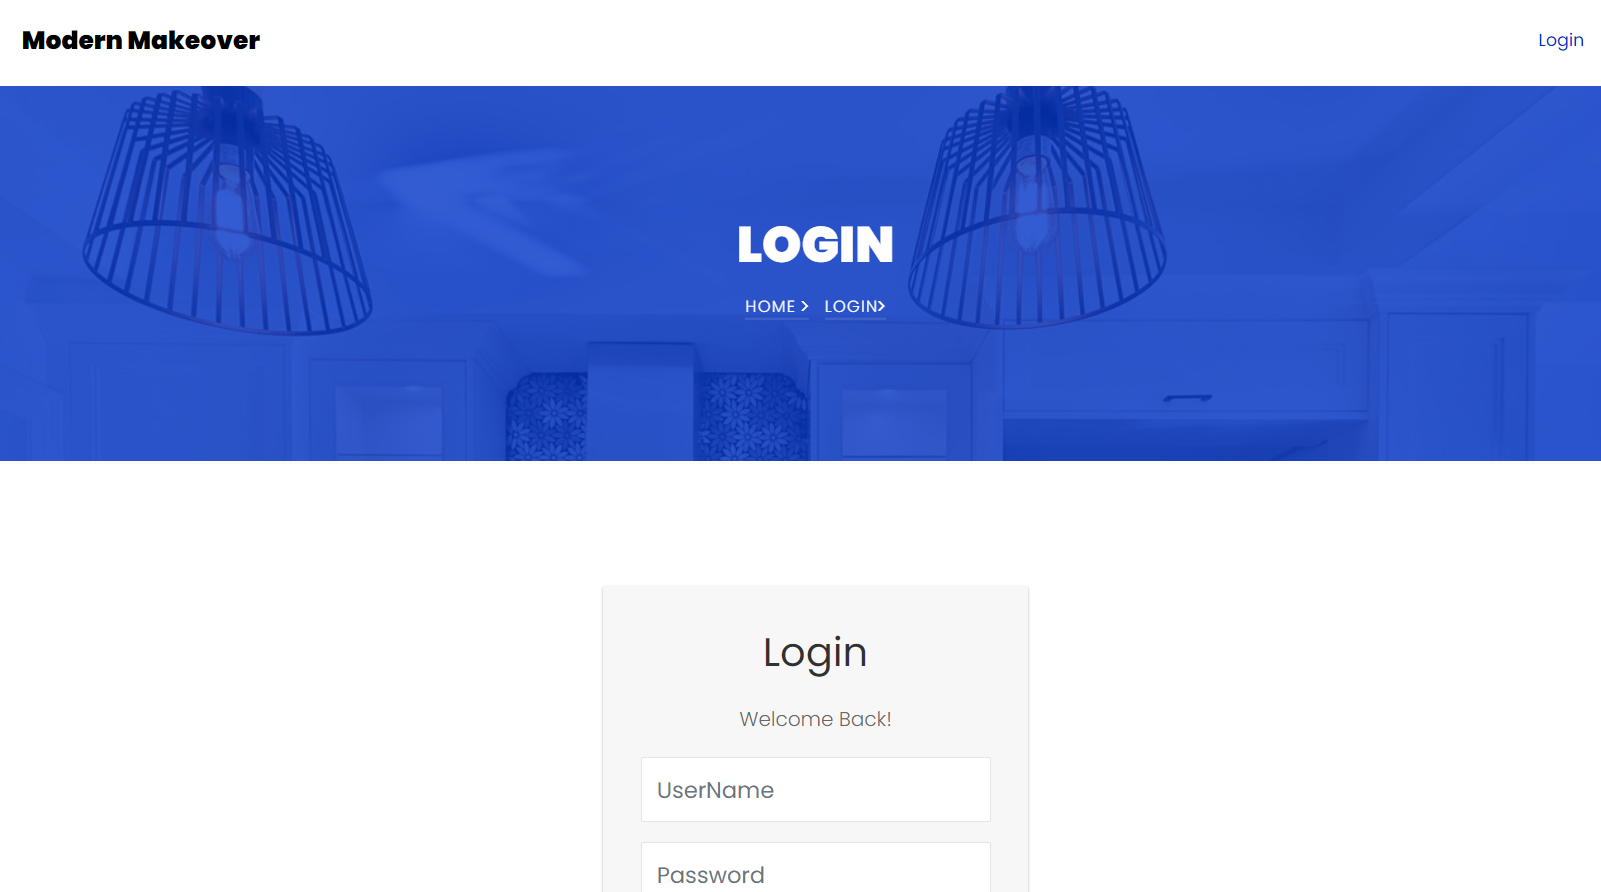 Modern Makeover
Login
LOGIN
HOME > LOGIN>
Login
Welcome Back!
UserName
Password